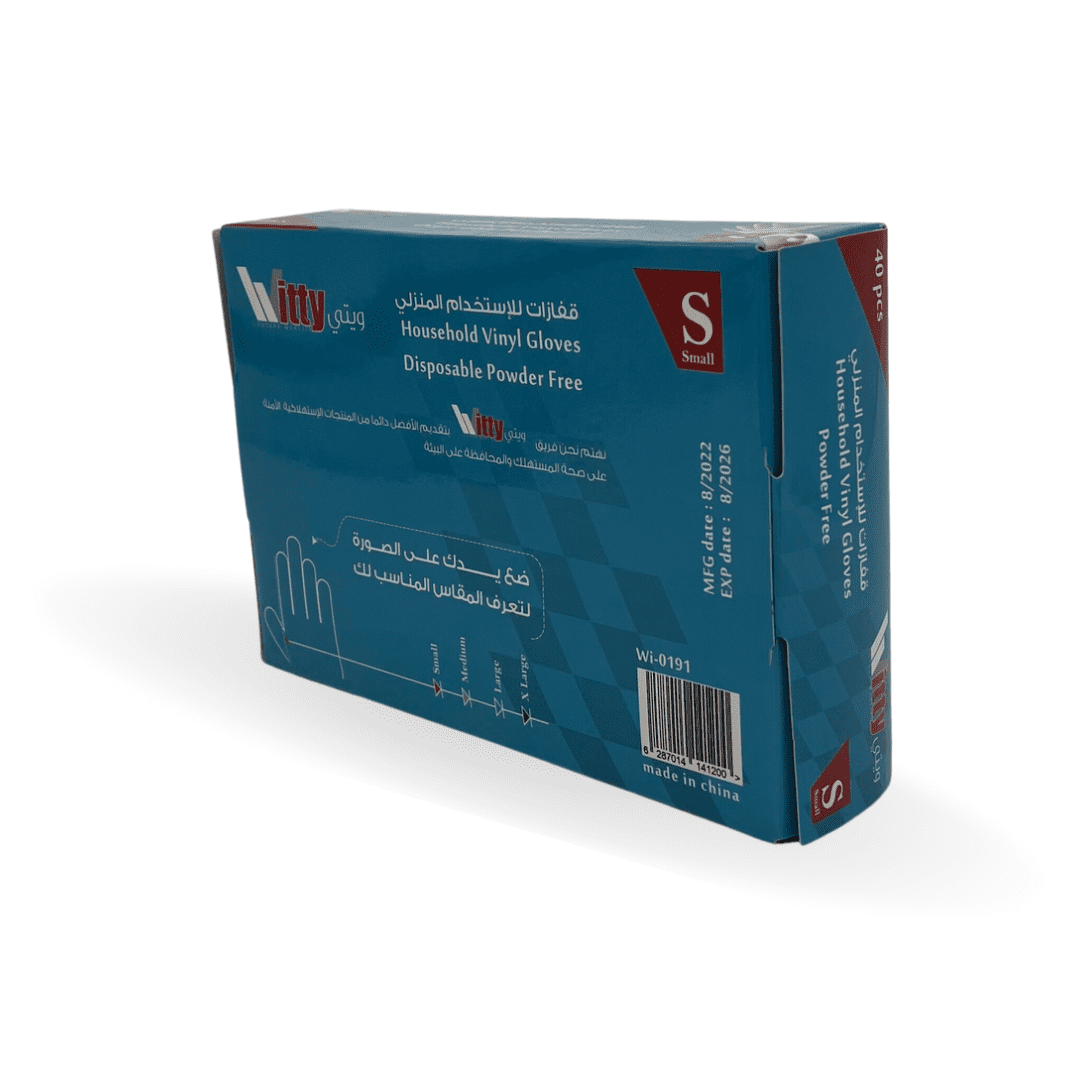 Witty ويتي
قفازات للإستخدام المنزلي
Household Vinyl Gloves
Disposable Powder Free
S
Small
نهتم نحن فريق Witty ويتي بتقديم الأفضل دائما من المنتجات الإستهلاكية الآمنة
على صحة المستهلك والمحافظة على البيئة
ضع يــدك على الصورة
لتعرف المقاس المناسب لك
Small
Medium
Large
X Large
MFG date : 8/2022
EXP date : 8/2026
Wi-0191
6 287014 141200 >
made in china
40 pcs
قفازات للإستخدام المنزلي
Household Vinyl Gloves
Powder Free
Witty ويتي
S
Small